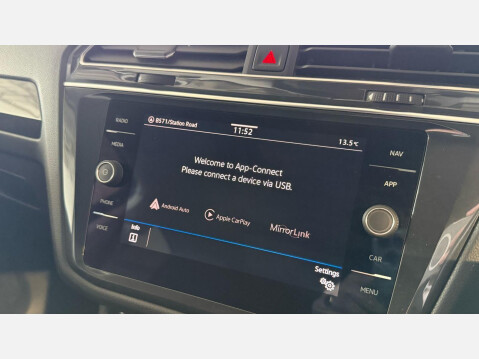 RADIO
MEDIA
PHONE
VOICE
B571/Station Road
11:52
13.5°C
Welcome to App-Connect
Please connect a device via USB.
Android Auto
Apple CarPlay
MirrorLink
Info
Settings
NAV
APP
CAR
MENU